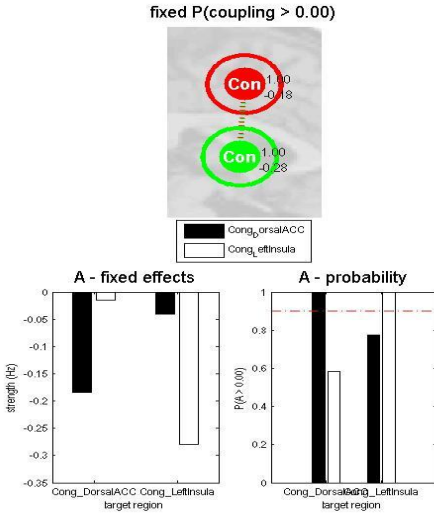 fixed P(coupling > 0.00)
Con
1.00
-0.18
Con
1.00
-0.28
Cong_DorsalACC
Cong_LeftInsula
A - fixed effects
0
-0.05
-0.1
-0.15
-0.2
-0.25
-0.3
-0.35
strength (Hz)
Cong_DorsalACC Cong_LeftInsula
target region
A - probability
1
0.8
0.6
0.4
0.2
0
P(A > 0.00)
Cong_DorsalACC Cong_LeftInsula
target region